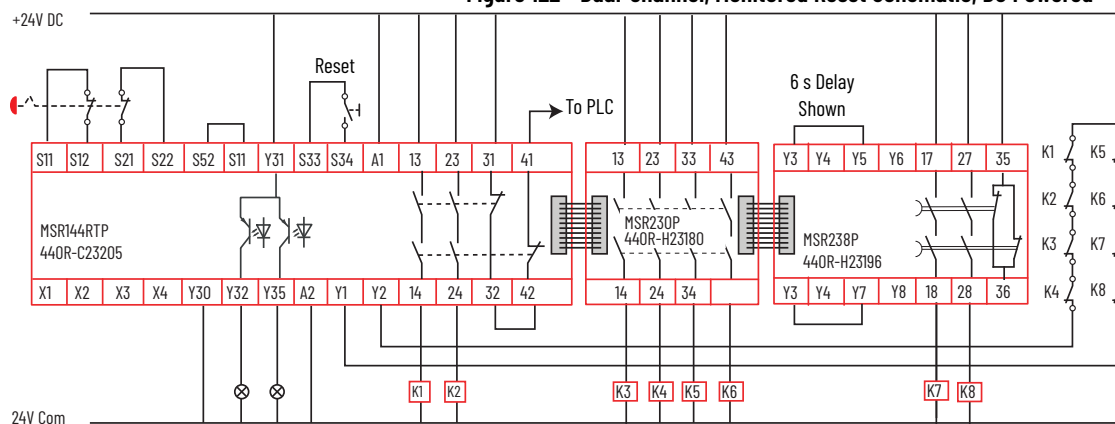 Figure 122 - Dual-Channel, Monitored Reset Schematic, DC Powered
+24V DC
Reset
To PLC
6 s Delay
Shown
S11 S12 S21 S22 S52 S11 Y31 S33 S34 A1 13 23 31 41
13 23 33 43
Y3 Y4 Y5 Y6 17 27 35
K1 K5
K2 K6
K3 K7
K4 K8
MSR144RTP
440R-C23205
MSR230P
440R-H23180
MSR238P
440R-H23196
X1 X2 X3 X4 Y30 Y32 Y35 A2 Y1 Y2 14 24 32 42
14 24 34
Y3 Y4 Y7 Y8 18 28 36
K1 K2 K3 K4 K5 K6 K7 K8
24V Com